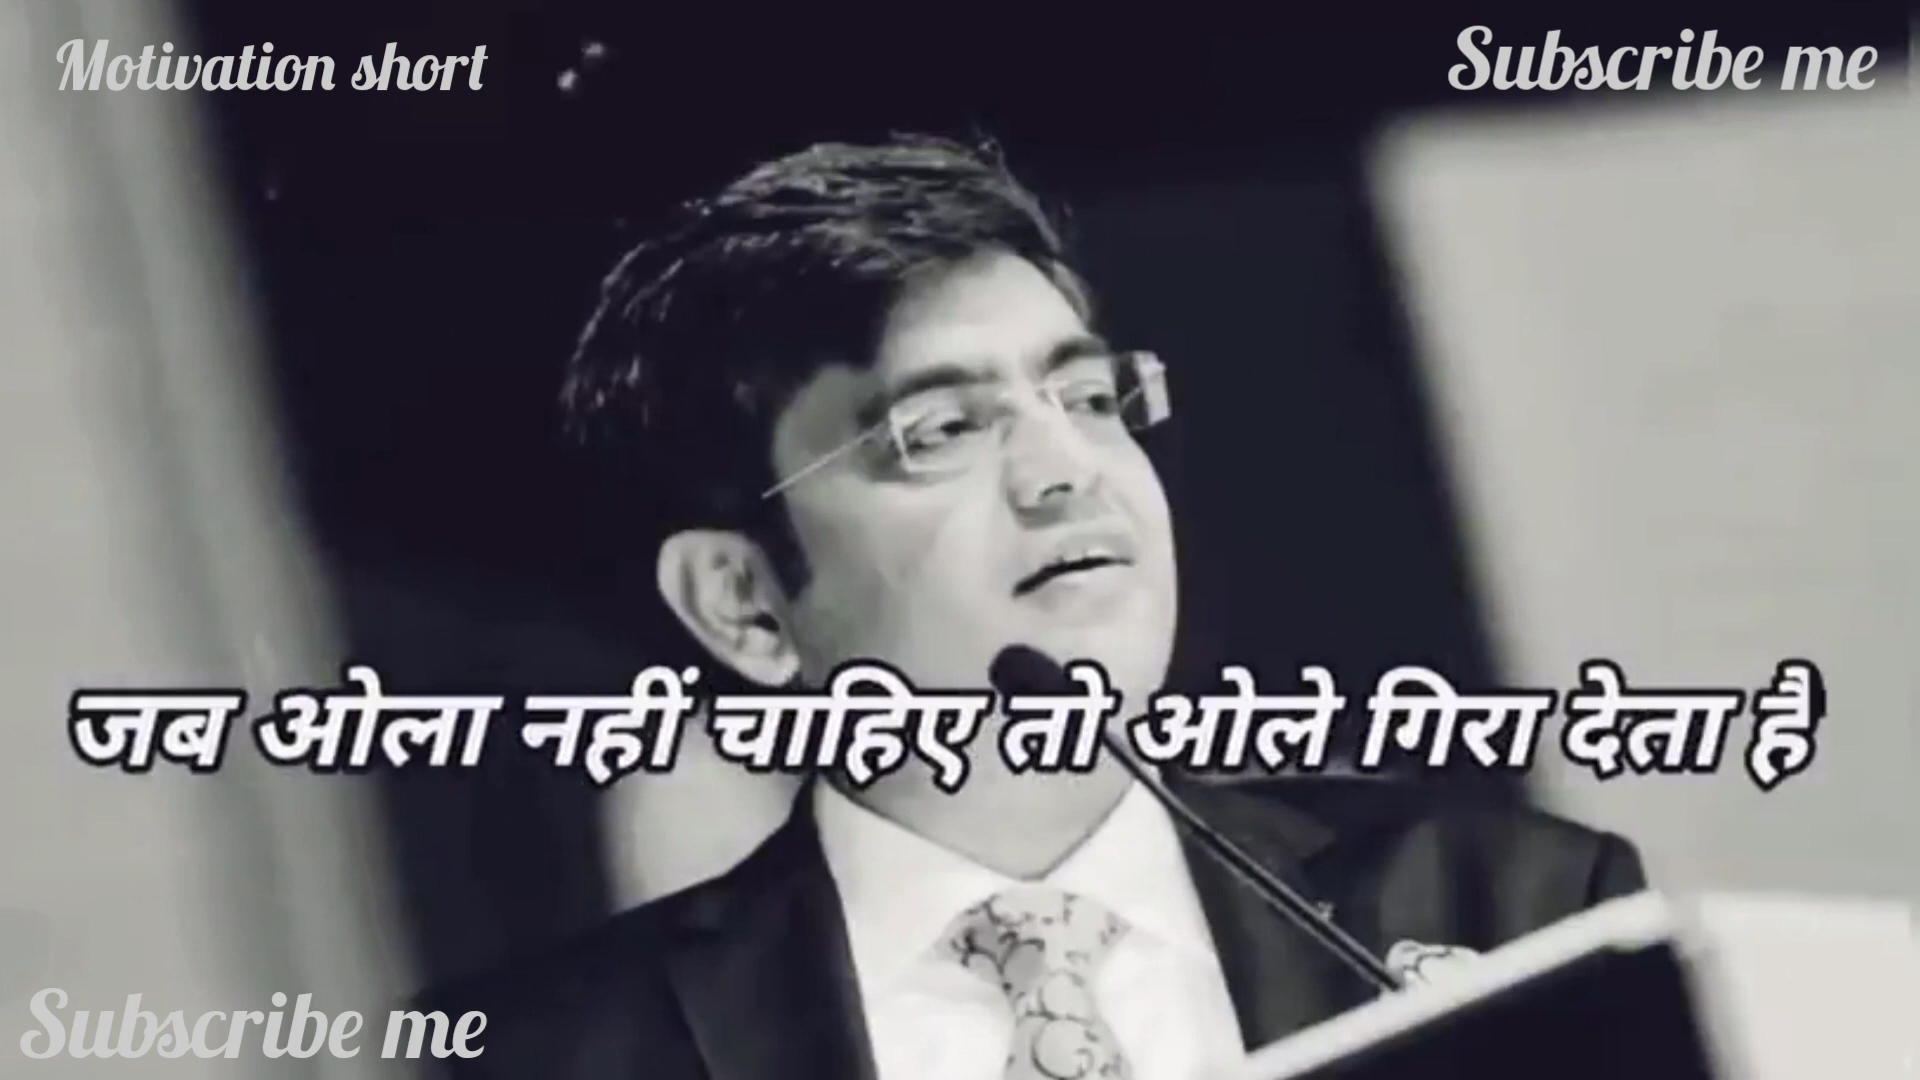 Motivation short
Subscribe me
जब ओला नहीं चाहिए तो ओले गिरा देता है
Subscribe me